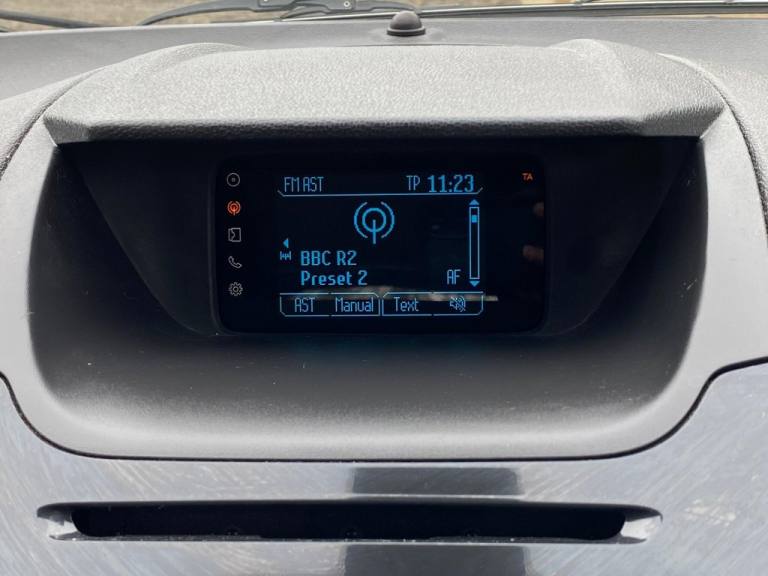 FM AST TP 11:23 TA
BBC R2
Preset 2 AF
AST Manual Text